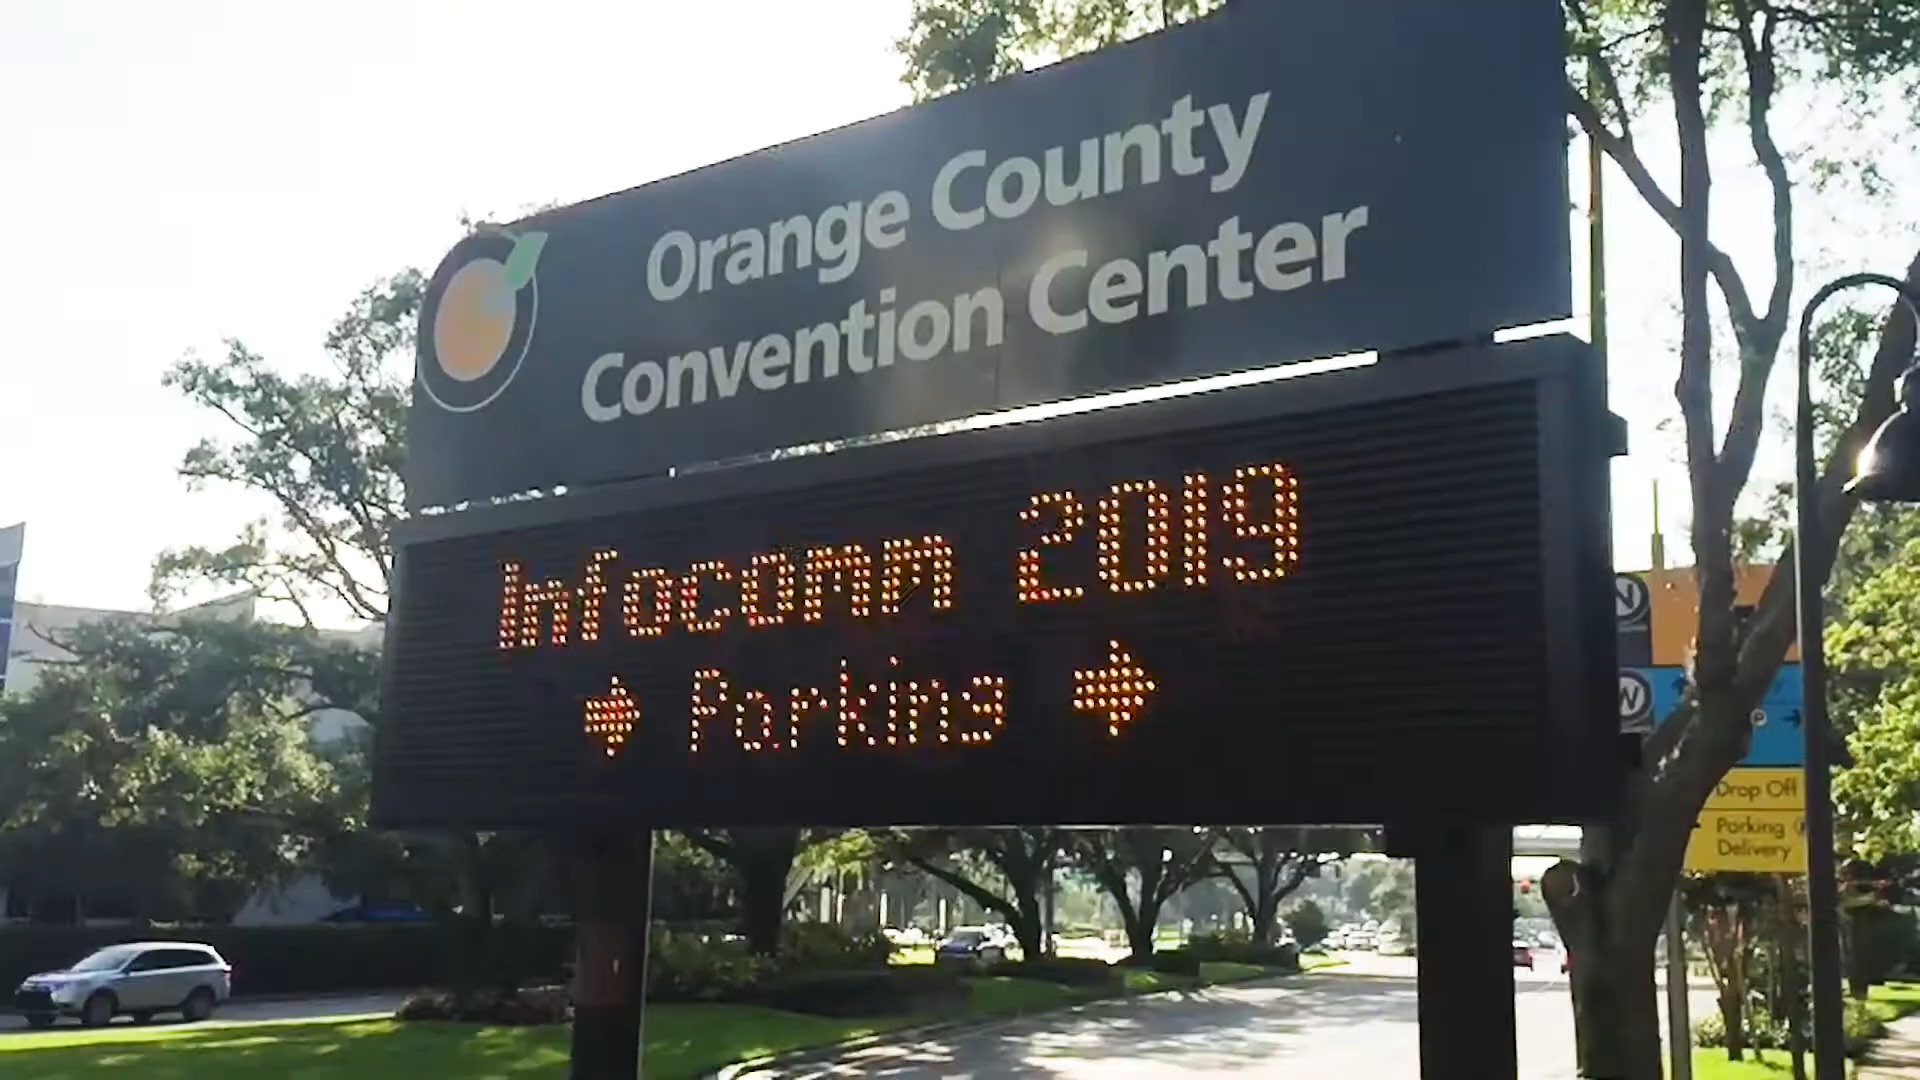 Orange County
Convention Center
Infocomm 2019
→ Parking →
N
W
P
Drop Off
Parking
Delivery